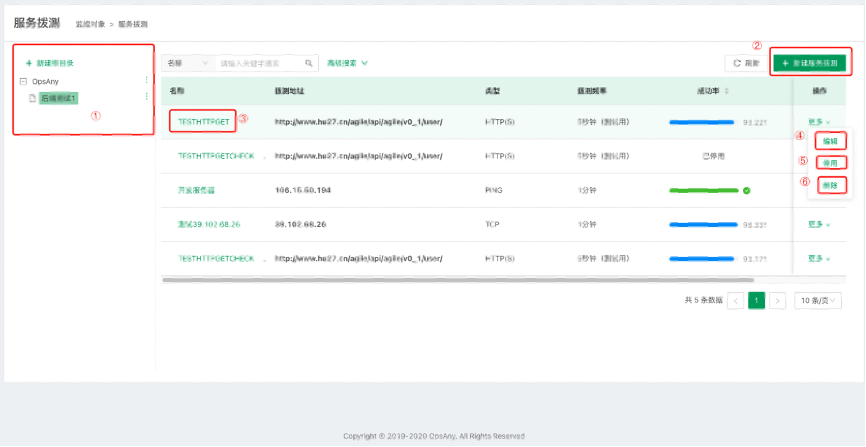 服务拨测 监控对象 > 服务拨测
②
+ 新建根目录
名称 请输入关键字搜索 高级搜索 刷新 + 新建服务拨测
OpsAny
后端测试1
①
名称 拨测地址 类型 拨测频率 成功率 操作
TESTHTTPGET ③ http://www.hu27.cn/agile/api/agile/v0_1/user/ HTTP(S) 5秒钟 (测试用) 93.22% 更多
④ 编辑
TESTHTTPGETCHECK http://www.hu27.cn/agile/api/agile/v0_1/user/ HTTP(S) 5秒钟 (测试用) 已停用
⑤ 停用
⑥ 删除
开发服务器 106.15.60.194 PING 1分钟
测试39.102.68.26 39.102.68.26 TCP 1分钟 更多
TESTHTTPGETCHECK http://www.hu27.cn/agile/api/agile/v0_1/user/ HTTP(S) 5秒钟 (测试用) 更多
共 5 条数据 < 1 > 10 条/页
Copyright © 2019-2020 OpsAny, All Rights Reserved